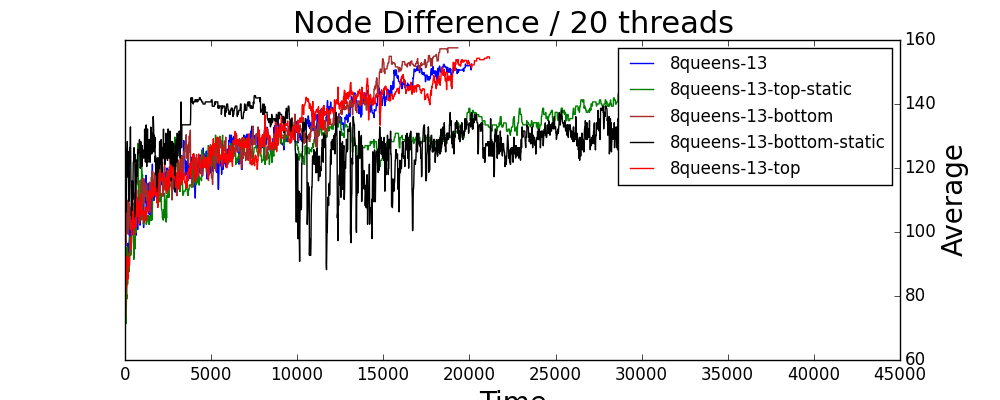 Node Difference / 20 threads
8queens-13
8queens-13-top-static
8queens-13-bottom
8queens-13-bottom-static
8queens-13-top
160
140
120
100
80
60
Average
0 5000 10000 15000 20000 25000 30000 35000 40000 45000
Time